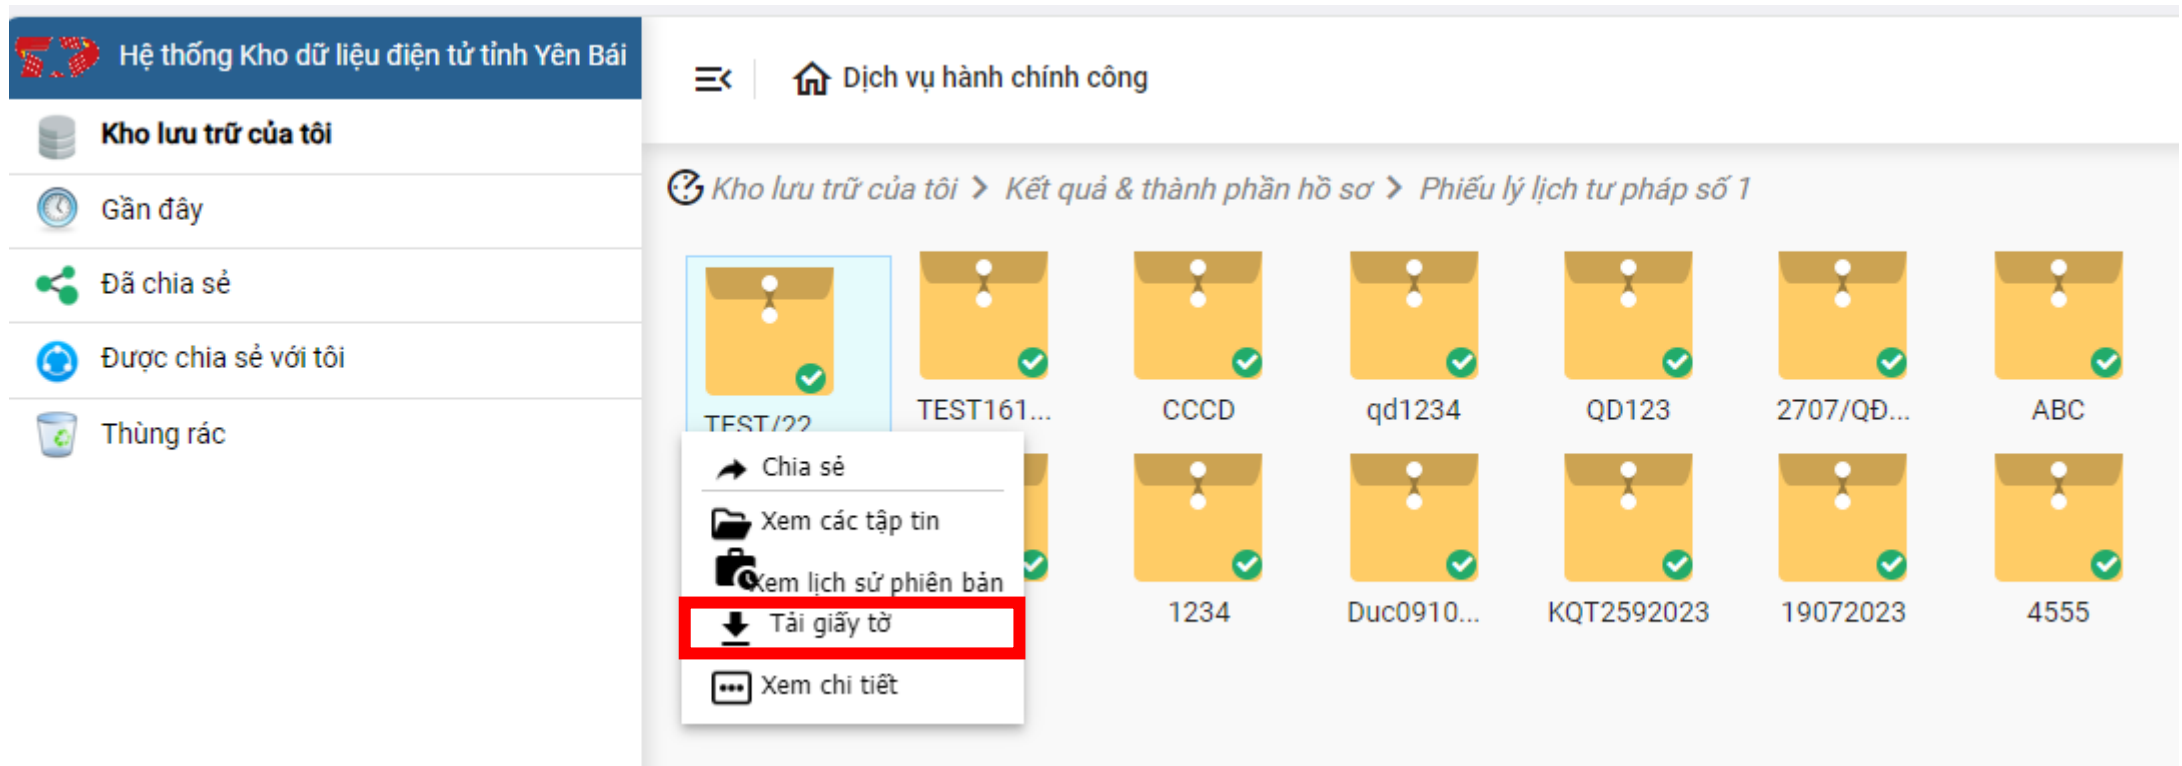 Hệ thống Kho dữ liệu điện tử tỉnh Yên Bái
Dịch vụ hành chính công
Kho lưu trữ của tôi
Gần đây
Đã chia sẻ
Được chia sẻ với tôi
Thùng rác
Kho lưu trữ của tôi > Kết quả & thành phần hồ sơ > Phiếu lý lịch tư pháp số 1
TEST/22 TEST161... CCCD qd1234 QD123 2707/QĐ... ABC
Chia sẻ
Xem các tập tin
Xem lịch sử phiên bản
Tải giấy tờ
Xem chi tiết
1234 Duc0910... KQT2592023 19072023 4555